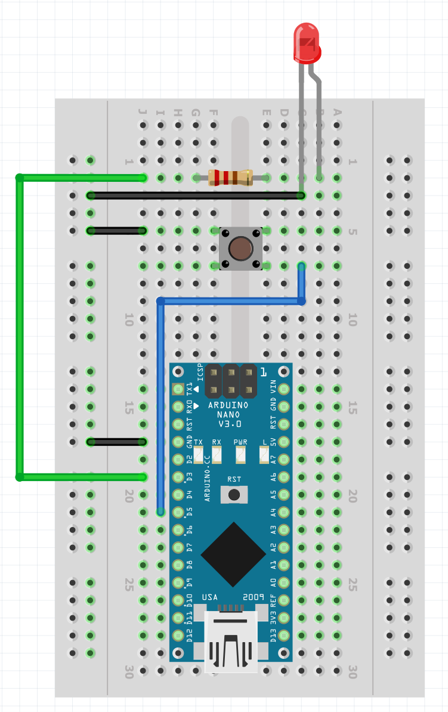 J I H G F E D C B A
1 1
5 5
10 10
ICSP 1
ARDUINO
NANO
V3.0
TX1 VIN
RX0 GND
RST RST
GND 5V
TX RX PWR L
D2 A7
D3 A6
ARDUINO.CC
RST
D4 A5
D5 A4
D6 A3
D7 A2
D8 A1
D9 A0
D10 REF
D11 3V3
D12 D13
USA 2009
15 15
20 20
25 25
30 30